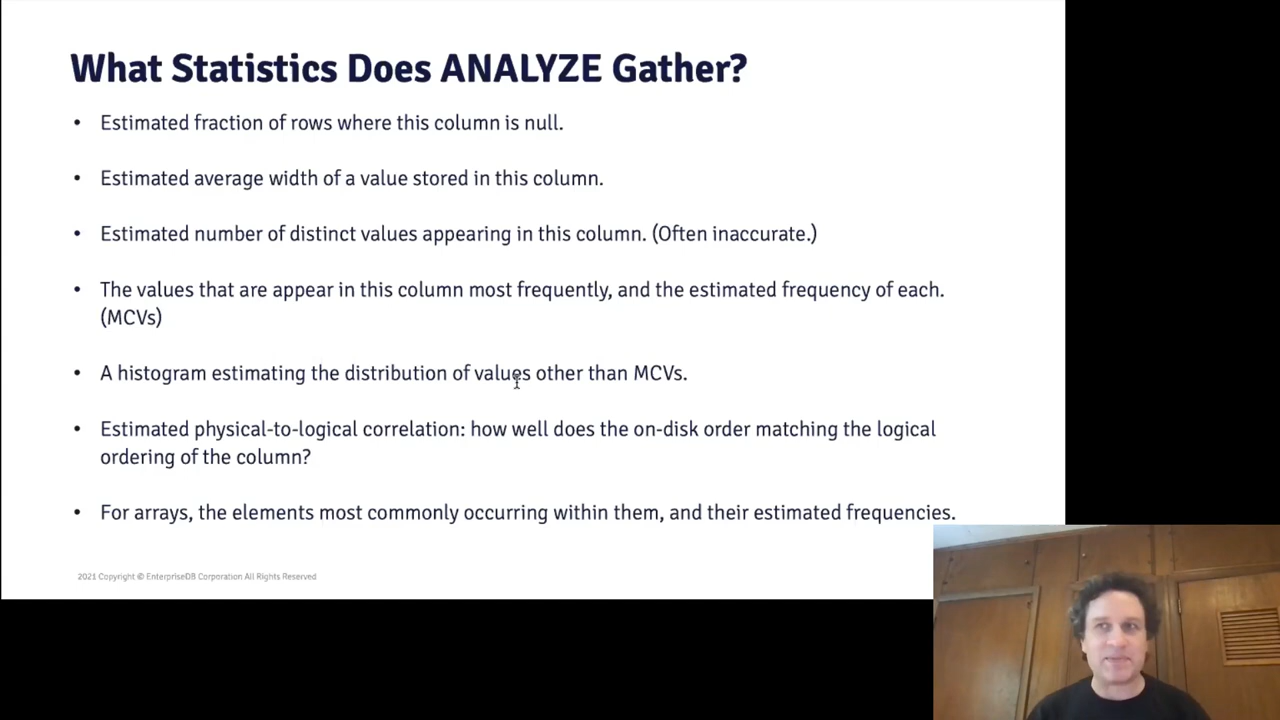 What Statistics Does ANALYZE Gather?
• Estimated fraction of rows where this column is null.
• Estimated average width of a value stored in this column.
• Estimated number of distinct values appearing in this column. (Often inaccurate.)
• The values that are appear in this column most frequently, and the estimated frequency of each.
(MCVs)
• A histogram estimating the distribution of values other than MCVs.
• Estimated physical-to-logical correlation: how well does the on-disk order matching the logical
ordering of the column?
• For arrays, the elements most commonly occurring within them, and their estimated frequencies.
2021 Copyright © EnterpriseDB Corporation All Rights Reserved